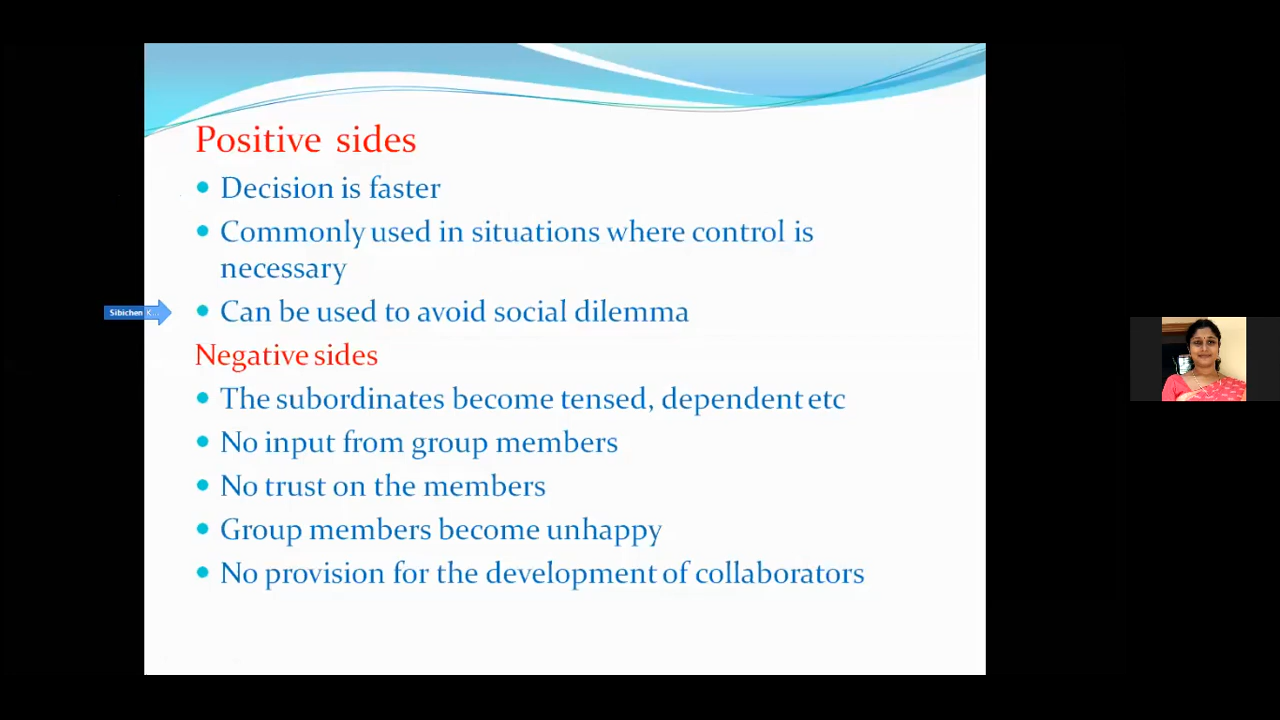 Positive sides
Decision is faster
Commonly used in situations where control is
necessary
Sibichen K...
Can be used to avoid social dilemma
Negative sides
The subordinates become tensed, dependent etc
No input from group members
No trust on the members
Group members become unhappy
No provision for the development of collaborators